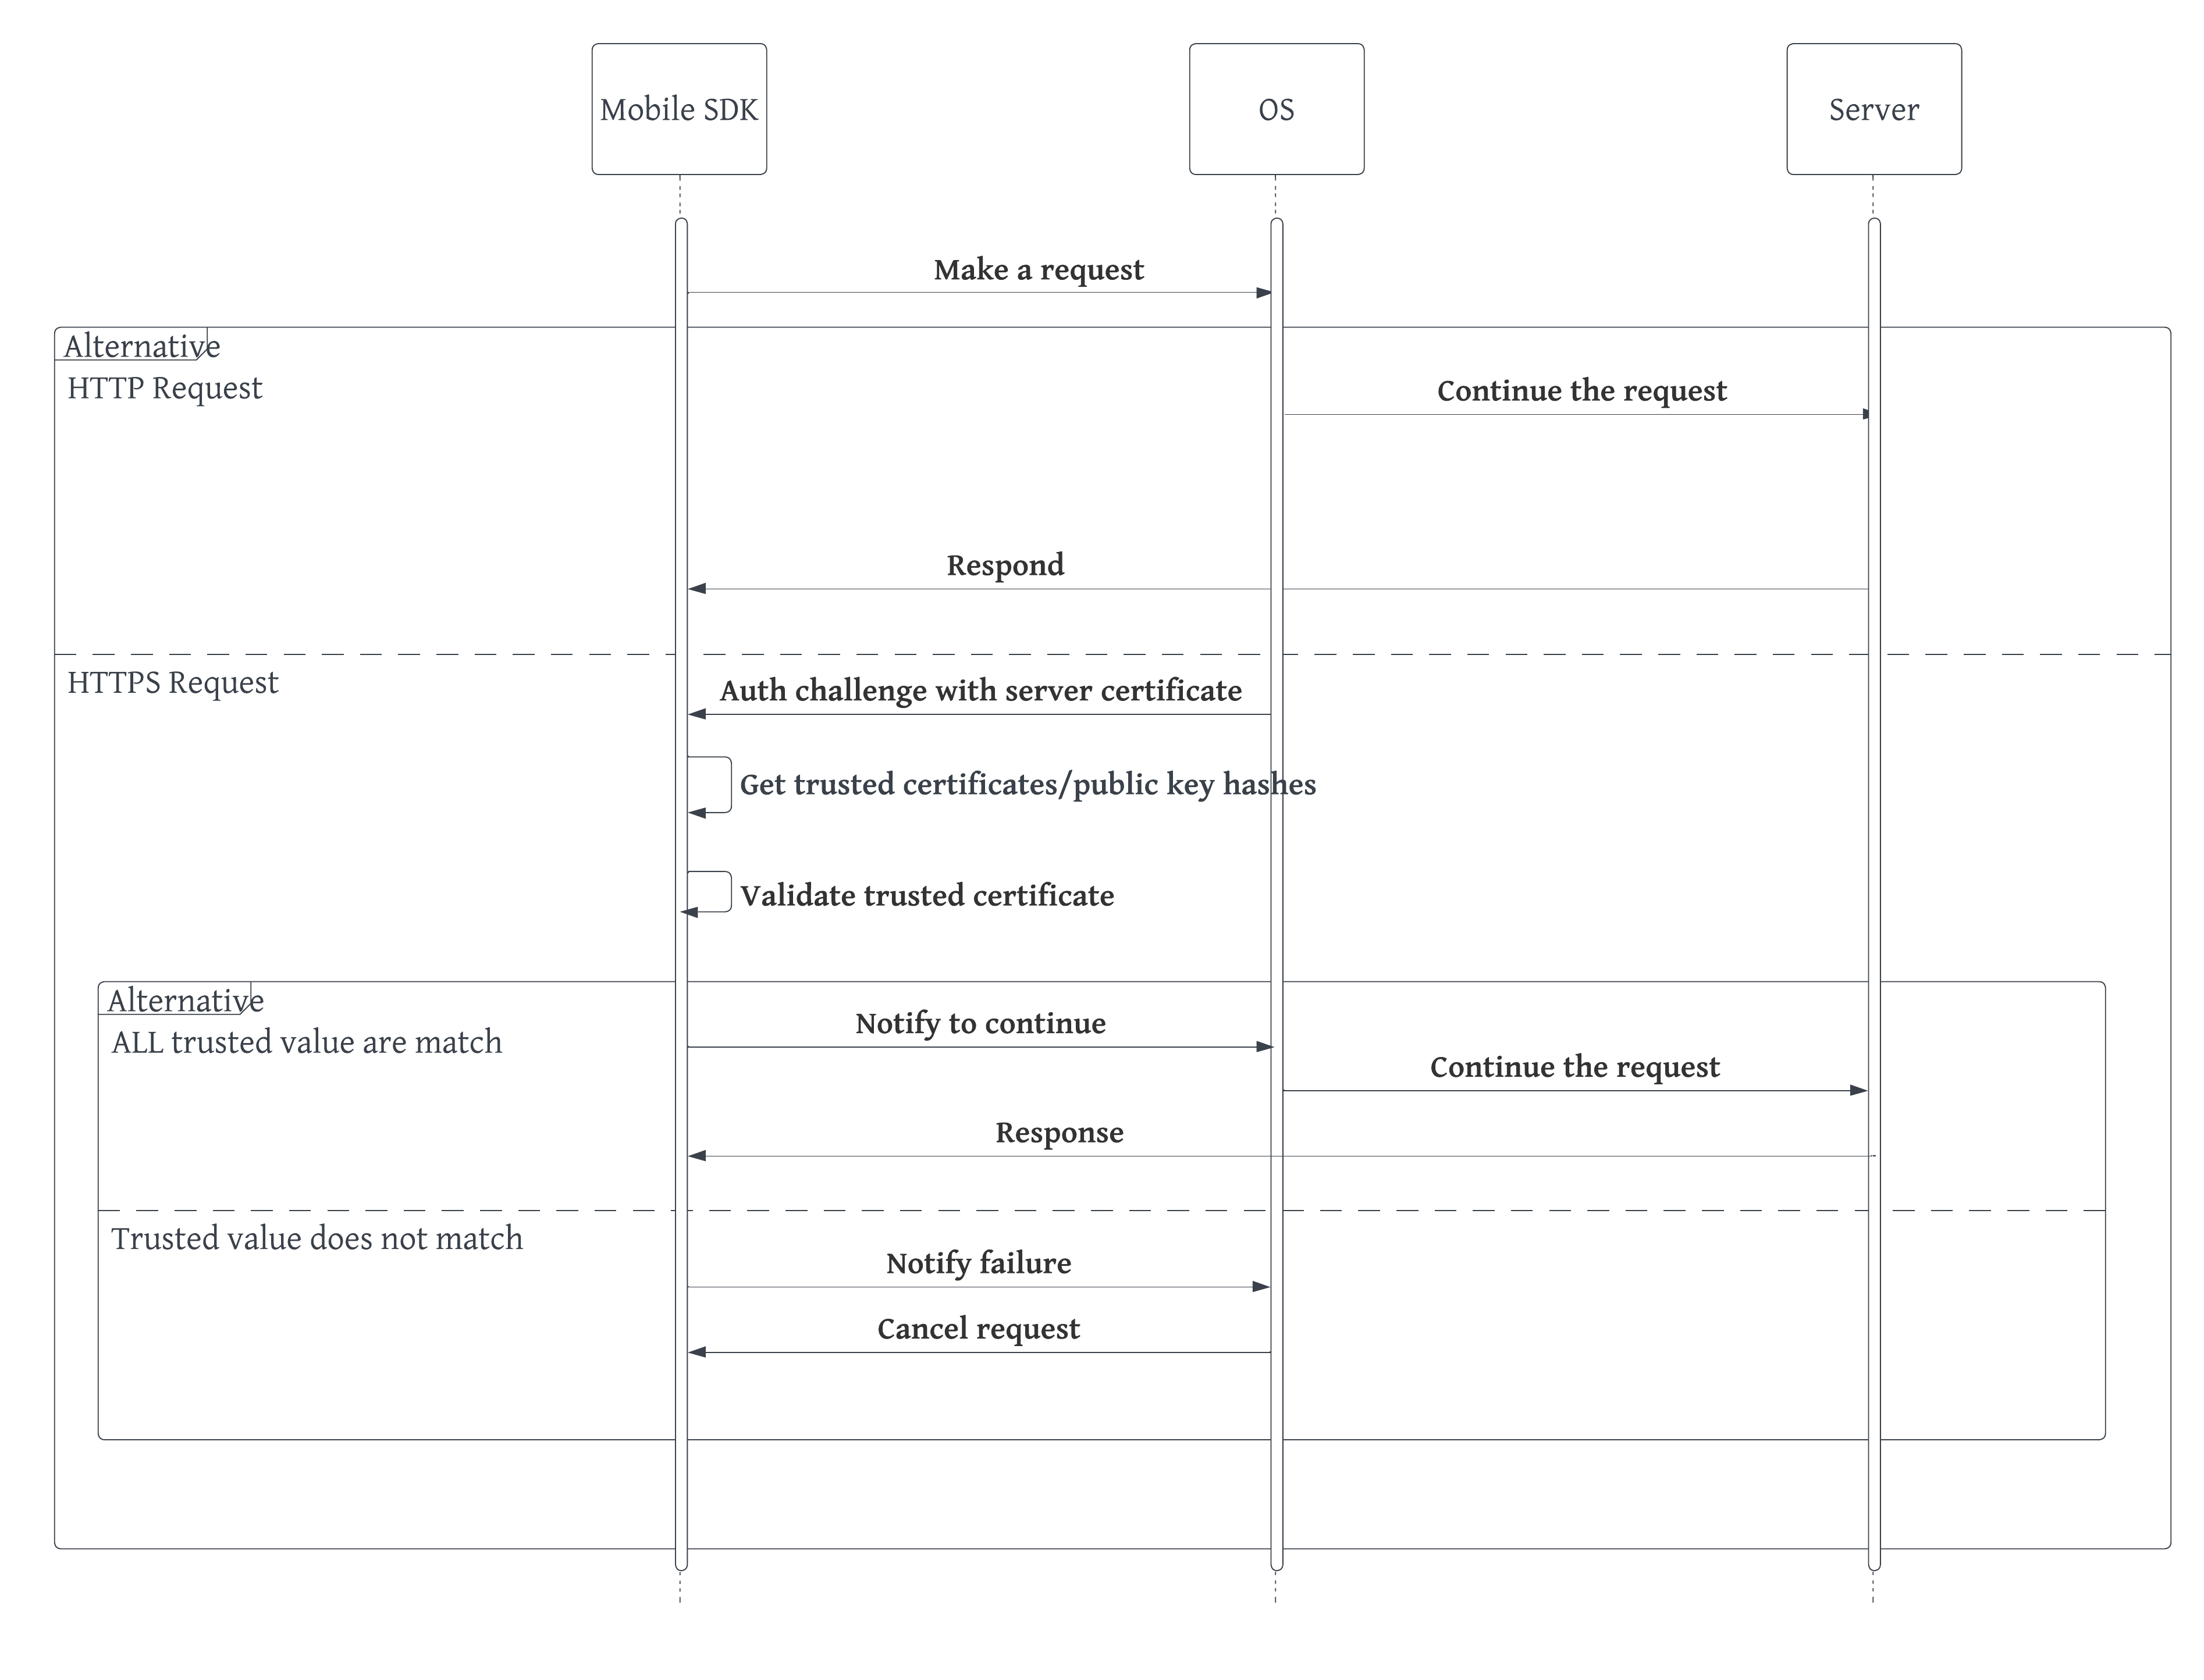 Mobile SDK
OS
Server
Make a request
Alternative
HTTP Request
Continue the request
Respond
HTTPS Request
Auth challenge with server certificate
Get trusted certificates/public key hashes
Validate trusted certificate
Alternative
Notify to continue
ALL trusted value are match
Continue the request
Response
Trusted value does not match
Notify failure
Cancel request